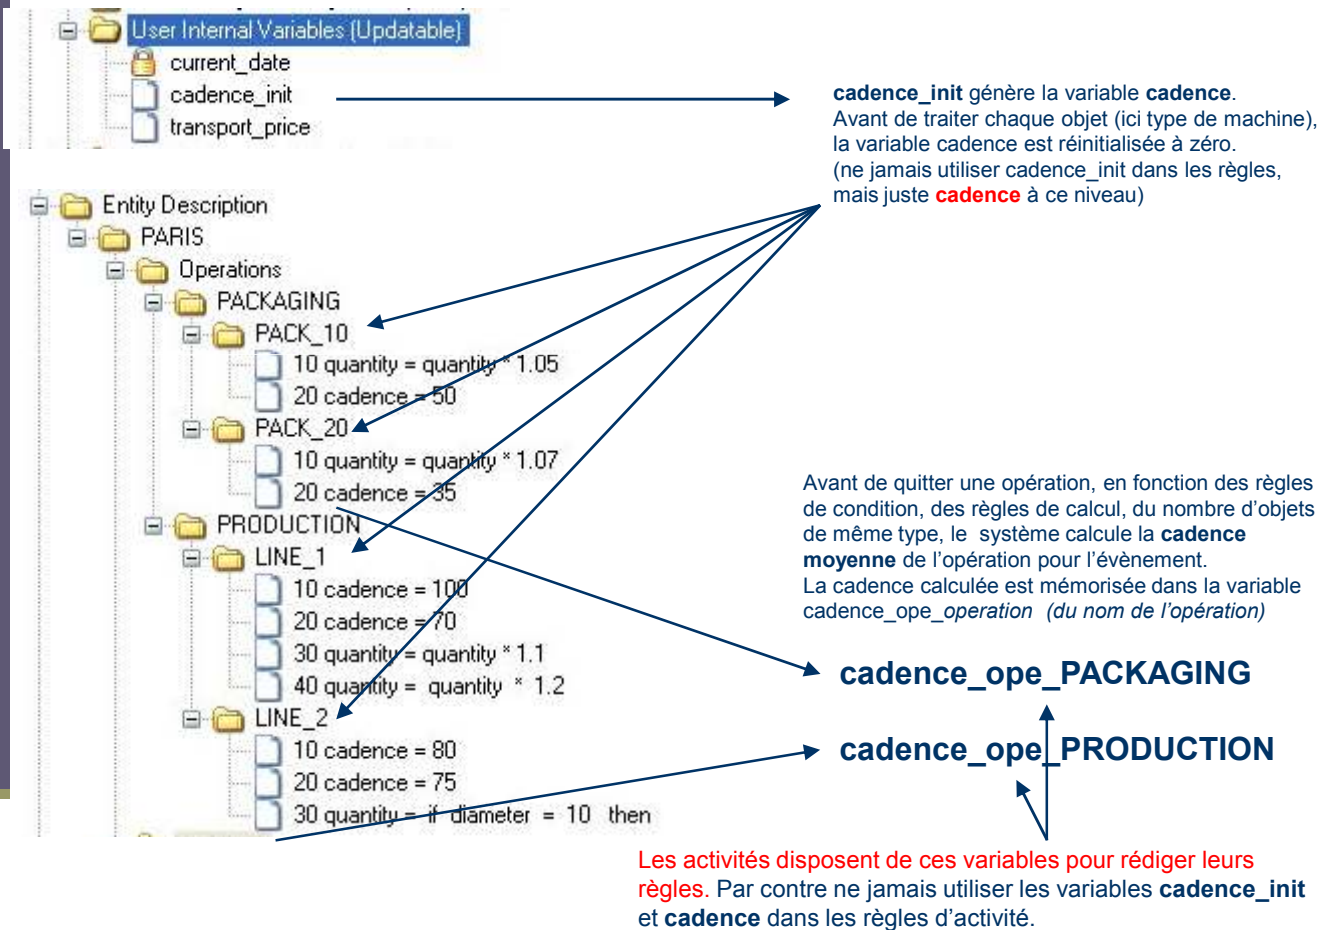 User Internal Variables (Updatable)
current_date
cadence_init
transport_price
cadence_init génère la variable cadence.
Avant de traiter chaque objet (ici type de machine),
la variable cadence est réinitialisée à zéro.
(ne jamais utiliser cadence_init dans les règles,
mais juste cadence à ce niveau)
Entity Description
PARIS
Operations
PACKAGING
PACK_10
10 quantity = quantity * 1.05
20 cadence = 50
PACK_20
10 quantity = quantity * 1.07
20 cadence = 35
PRODUCTION
LINE_1
10 cadence = 100
20 cadence = 70
30 quantity = quantity * 1.1
40 quantity = quantity * 1.2
LINE_2
10 cadence = 80
20 cadence = 75
30 quantity = if diameter = 10 then
Avant de quitter une opération, en fonction des règles
de condition, des règles de calcul, du nombre d'objets
de même type, le système calcule la cadence
moyenne de l'opération pour l'évènement.
La cadence calculée est mémorisée dans la variable
cadence_ope_operation (du nom de l'opération)
cadence_ope_PACKAGING
cadence_ope_PRODUCTION
Les activités disposent de ces variables pour rédiger leurs
règles. Par contre ne jamais utiliser les variables cadence_init
et cadence dans les règles d'activité.